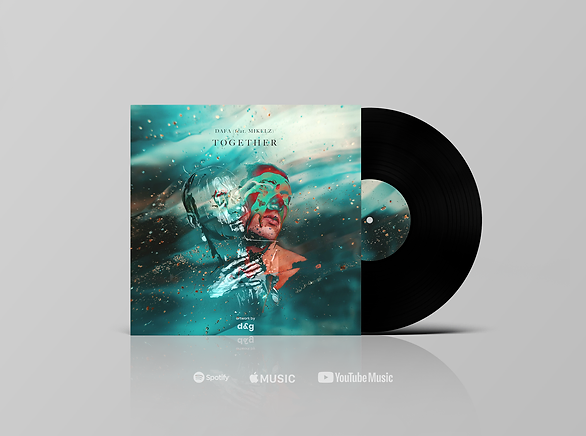 DAFA feat. MIKELZ
TOGETHER
artwork by
d&g
Spotify
MUSIC
YouTube Music